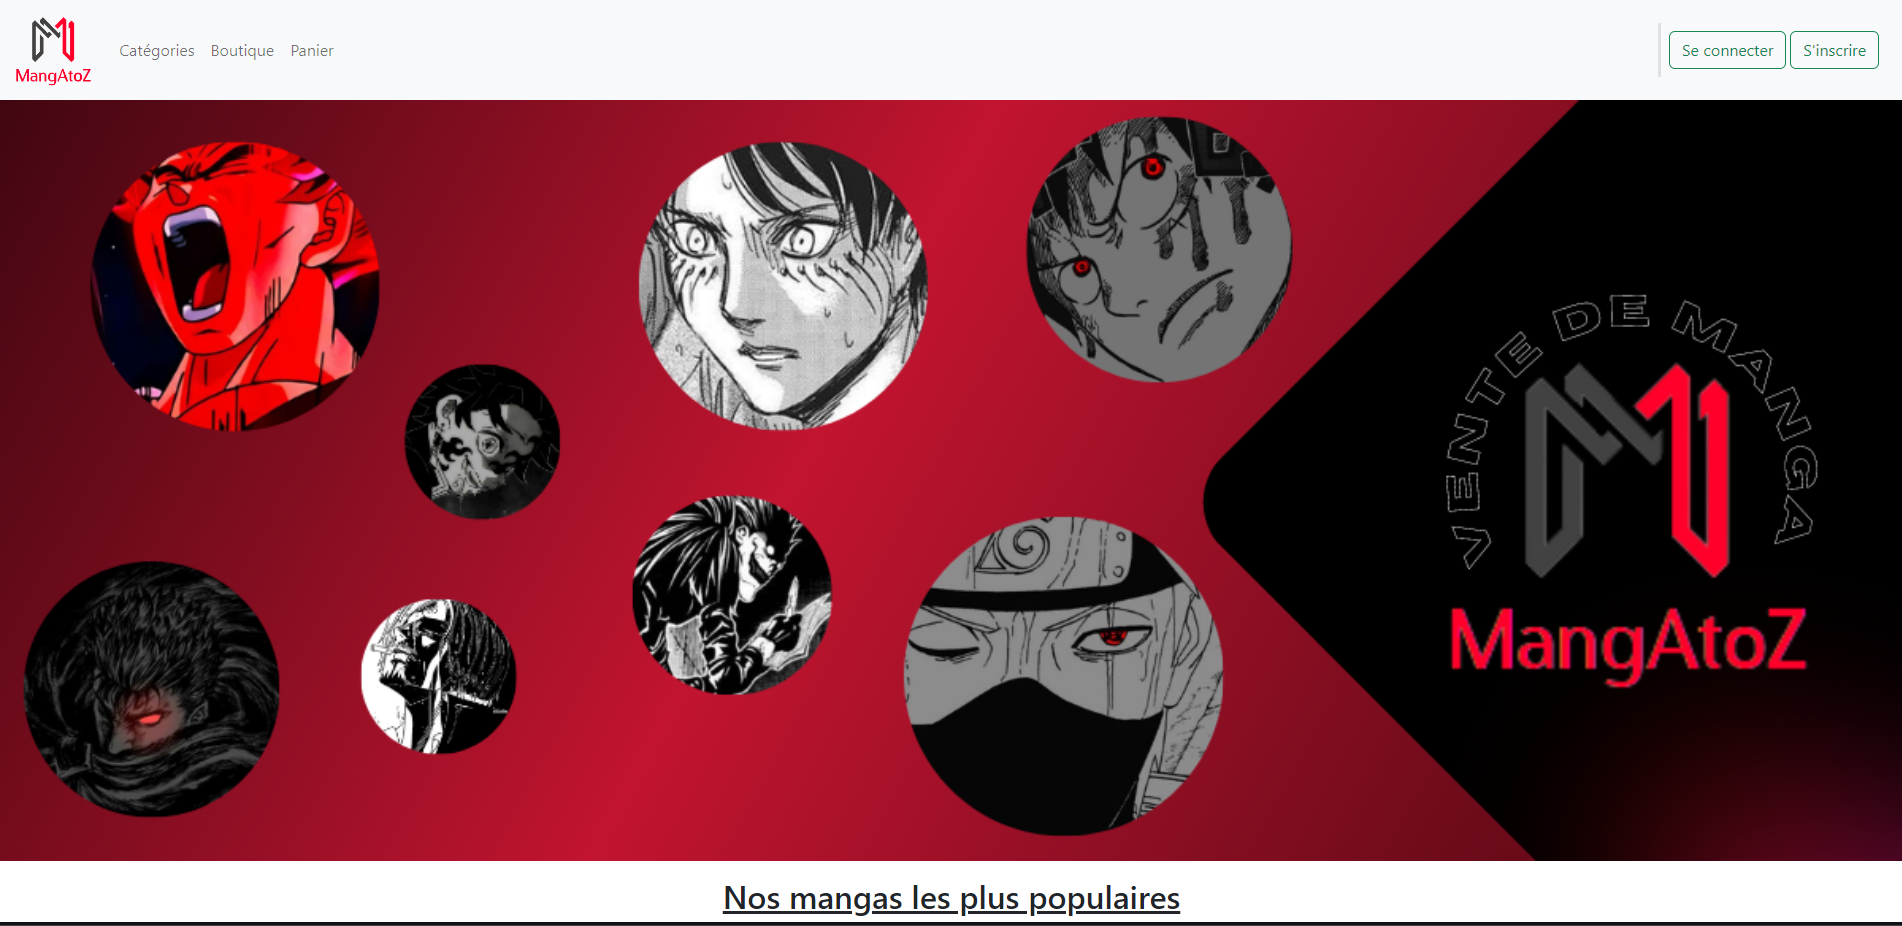 MangAtoZ
Catégories Boutique Panier
Se connecter S'inscrire
VENTE DE MANGA
MangAtoZ
Nos mangas les plus populaires